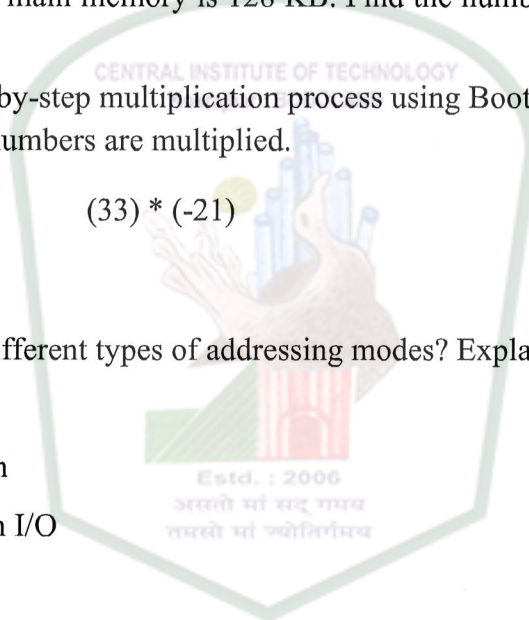 main memory is 128 KB. Find the numb
CENTRAL INSTITUTE OF TECHNOLOGY
by-step multiplication process using Boot
numbers are multiplied.
(33) * (-21)
fferent types of addressing modes? Expla
n
n I/O
Estd. : 2006
असतो मां सद् गमय
तमसो मां ज्योतिर्गमय